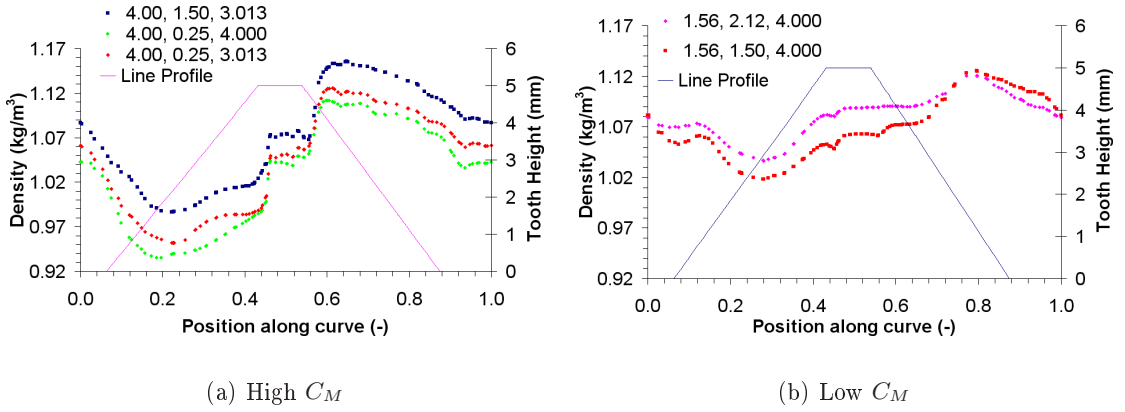 4.00, 1.50, 3.013
4.00, 0.25, 4.000
4.00, 0.25, 3.013
Line Profile
1.17
1.12
1.07
1.02
0.97
0.92
Density (kg/m³)
6
5
4
3
2
1
0
Tooth Height (mm)
0.0 0.2 0.4 0.6 0.8 1.0
Position along curve (-)
(a) High C_M
1.56, 2.12, 4.000
1.56, 1.50, 4.000
Line Profile
1.17
1.12
1.07
1.02
0.97
0.92
Density (kg/m³)
6
5
4
3
2
1
0
Tooth Height (mm)
0.0 0.2 0.4 0.6 0.8 1.0
Position along curve (-)
(b) Low C_M